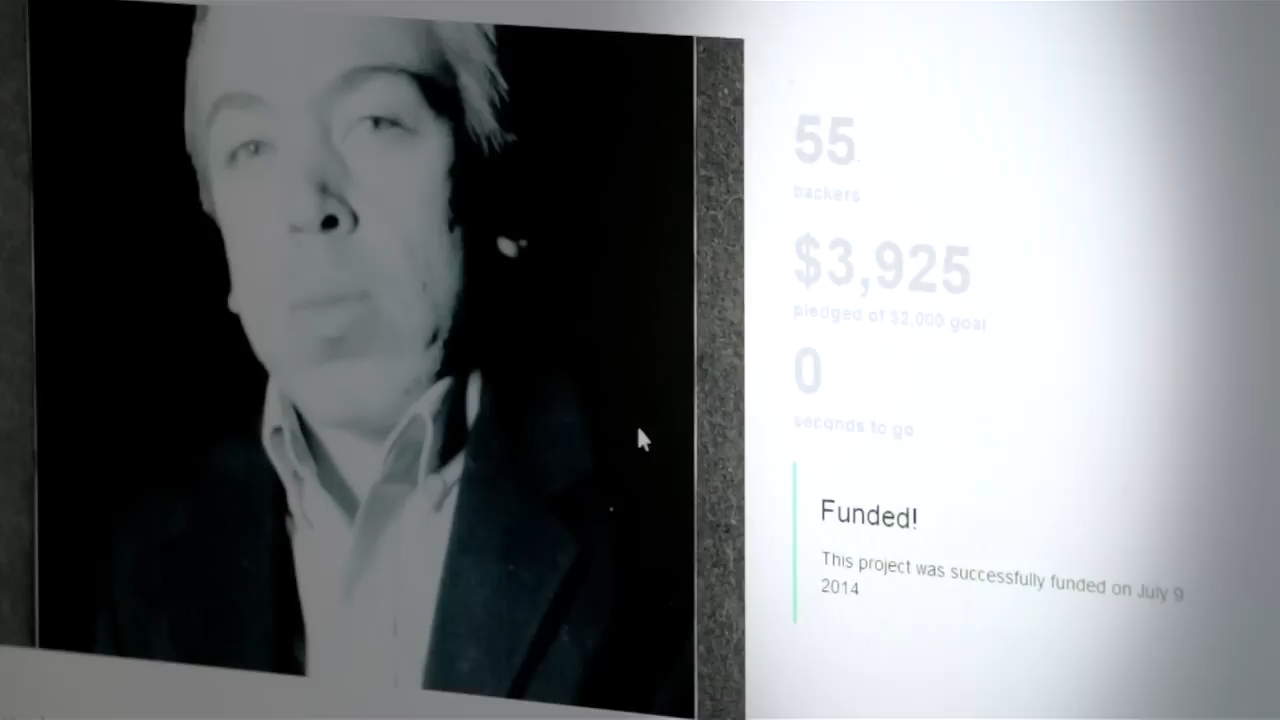 55
backers
$3,925
pledged of $2,000 goal
0
seconds to go
Funded!
This project was successfully funded on July 9
2014